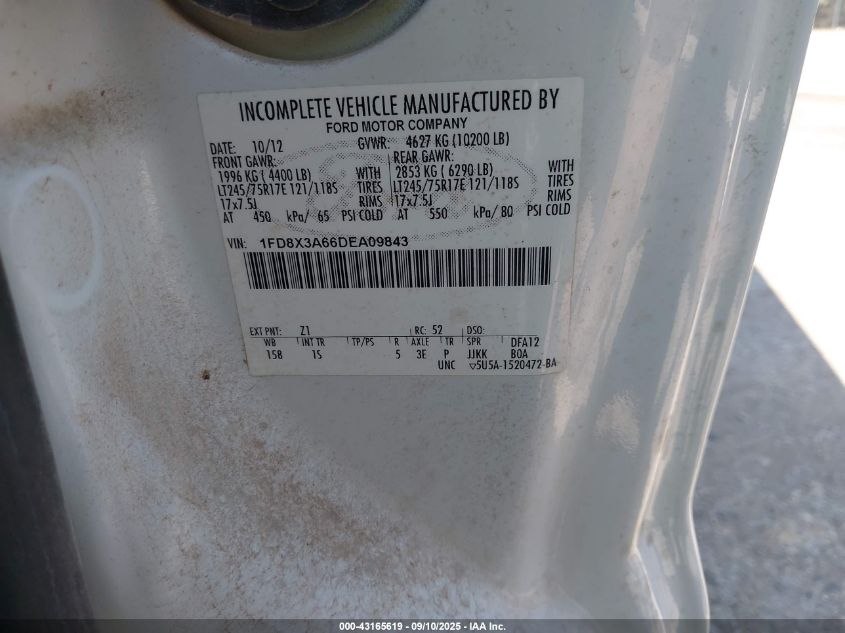 INCOMPLETE VEHICLE MANUFACTURED BY
FORD MOTOR COMPANY
DATE: 10/12 GVWR: 4627 KG (10200 LB)
FRONT GAWR: REAR GAWR:
1996 KG ( 4400 LB) WITH 2853 KG ( 6290 LB) WITH
LT245/75R17E 121/118S TIRES LT245/75R17E 121/118S TIRES
17x7.5J RIMS 17x7.5J RIMS
AT 450 kPa/ 65 PSI COLD AT 550 kPa/ 80 PSI COLD
VIN: 1FD8X3A66DEA09843
EXT PNT: Z1 RC: 52 DSO:
WB INT TR TP/PS R AXLE TR SPR DFA12
158 1S 5 3E P JJKK BOA
UNC ▽5U5A-1520472-BA
000-43165619 - 09/10/2025 - IAA Inc.